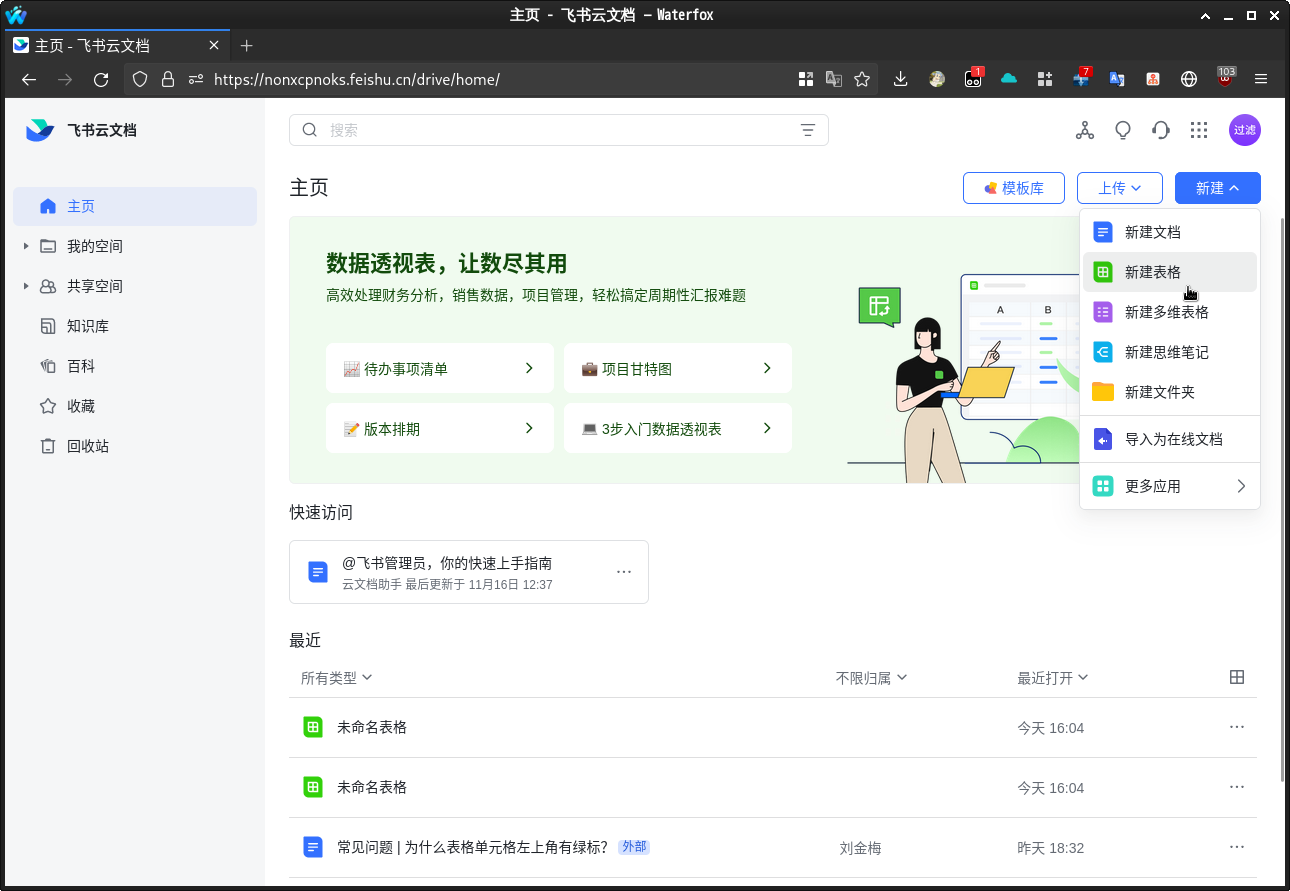 主页 - 飞书云文档 — Waterfox
主页 - 飞书云文档
https://nonxcpnoks.feishu.cn/drive/home/
1
7
103
飞书云文档
搜索
过滤
主页
我的空间
共享空间
知识库
百科
收藏
回收站
主页
模板库
上传
新建
新建文档
新建表格
新建多维表格
新建思维笔记
新建文件夹
导入为在线文档
更多应用
数据透视表，让数尽其用
高效处理财务分析，销售数据，项目管理，轻松搞定周期性汇报难题
待办事项清单
项目甘特图
版本排期
3步入门数据透视表
A B
快速访问
@飞书管理员，你的快速上手指南
云文档助手 最后更新于 11月16日 12:37
最近
所有类型 不限归属 最近打开
未命名表格 今天 16:04
未命名表格 今天 16:04
常见问题 | 为什么表格单元格左上角有绿标？ 外部 刘金梅 昨天 18:32